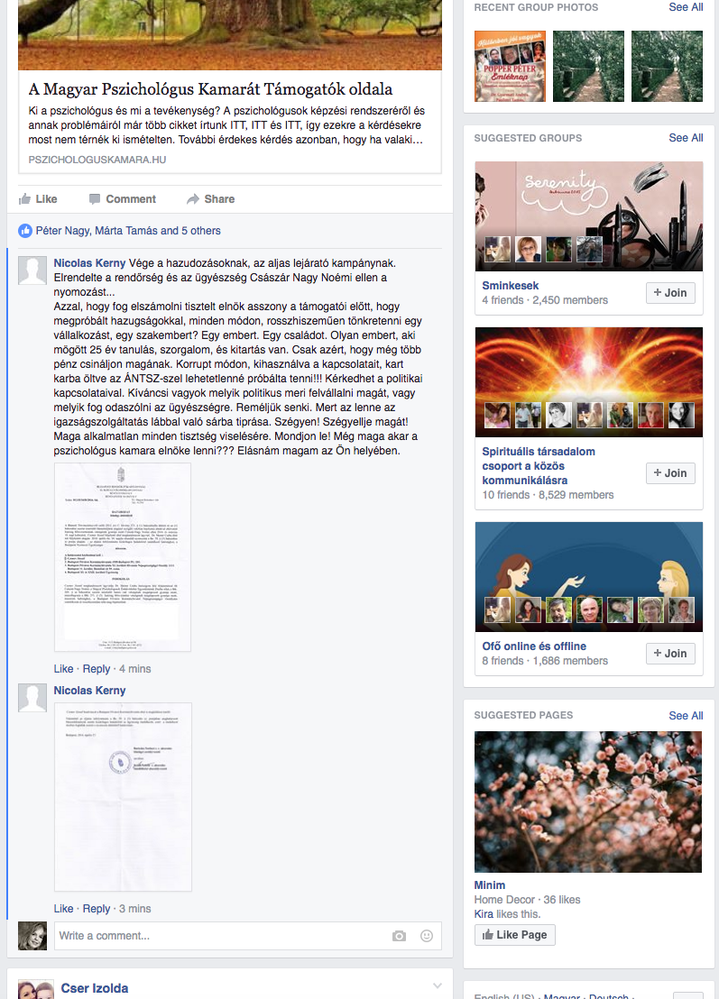 A Magyar Pszichológus Kamarát Támogatók oldala
Ki a pszichológus és mi a tevékenység? A pszichológusok képzési rendszeréről és
annak problémáiról már több cikket írtunk ITT, ITT és ITT, így ezekre a kérdésekre
most nem térnék ki ismételten. További érdekes kérdés azonban, hogy ha valaki...
PSZICHOLOGUSKAMARA.HU
Like Comment Share
Péter Nagy, Márta Tamás and 5 others
Nicolas Kerny Vége a hazudozásoknak, az aljas lejárató kampánynak.
Elrendelte a rendőrség és az ügyészség Császár Nagy Noémi ellen a
nyomozást...
Azzal, hogy fog elszámolni tisztelt elnök asszony a támogatói előtt, hogy
megpróbált hazugságokkal, minden módon, rosszhiszeműen tönkretenni egy
vállalkozást, egy szakembert? Egy embert. Egy családot. Olyan embert, aki
mögött 25 év tanulás, szorgalom, és kitartás van. Csak azért, hogy még több
pénz csináljon magának. Korrupt módon, kihasználva a kapcsolatait, kart
karba öltve az ÁNTSZ-szel lehetetlenné próbálta tenni!!! Kérkedhet a politikai
kapcsolataival. Kíváncsi vagyok melyik politikus meri felvállalni magát, vagy
melyik fog odaszólni az ügyészségre. Reméljük senki. Mert az lenne az
igazságszolgáltatás lábbal való sárba tiprása. Szégyen! Szégyellje magát!
Maga alkalmatlan minden tisztség viselésére. Mondjon le! Még maga akar a
pszichológus kamara elnöke lenni??? Elásnám magam az Ön helyében.
Like · Reply · 4 mins
Nicolas Kerny
Like · Reply · 3 mins
Write a comment...
Cser Izolda
RECENT GROUP PHOTOS See All
POPPER PÉTER
Emléknap
SUGGESTED GROUPS See All
Serenity
Sminkesek
4 friends · 2,450 members
+ Join
Spirituális társadalom
csoport a közös
kommunikálásra
10 friends · 8,529 members
+ Join
Ofő online és offline
8 friends · 1,686 members
+ Join
SUGGESTED PAGES See All
Minim
Home Decor · 36 likes
Kira likes this.
Like Page
English (US) · Magyar · Deutsch ·